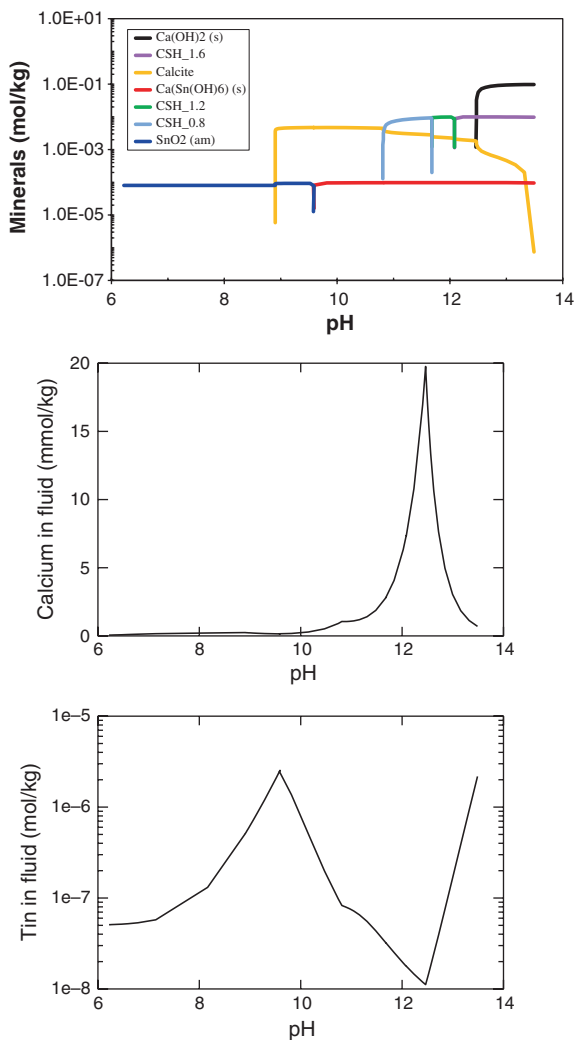 1.0E+01
1.0E-01
1.0E-03
1.0E-05
1.0E-07
Minerals (mol/kg)
Ca(OH)2 (s)
CSH_1.6
Calcite
Ca(Sn(OH)6) (s)
CSH_1.2
CSH_0.8
SnO2 (am)
6 8 10 12 14
pH
20
15
10
5
0
Calcium in fluid (mmol/kg)
6 8 10 12 14
pH
1e–5
1e–6
1e–7
1e–8
Tin in fluid (mol/kg)
6 8 10 12 14
pH